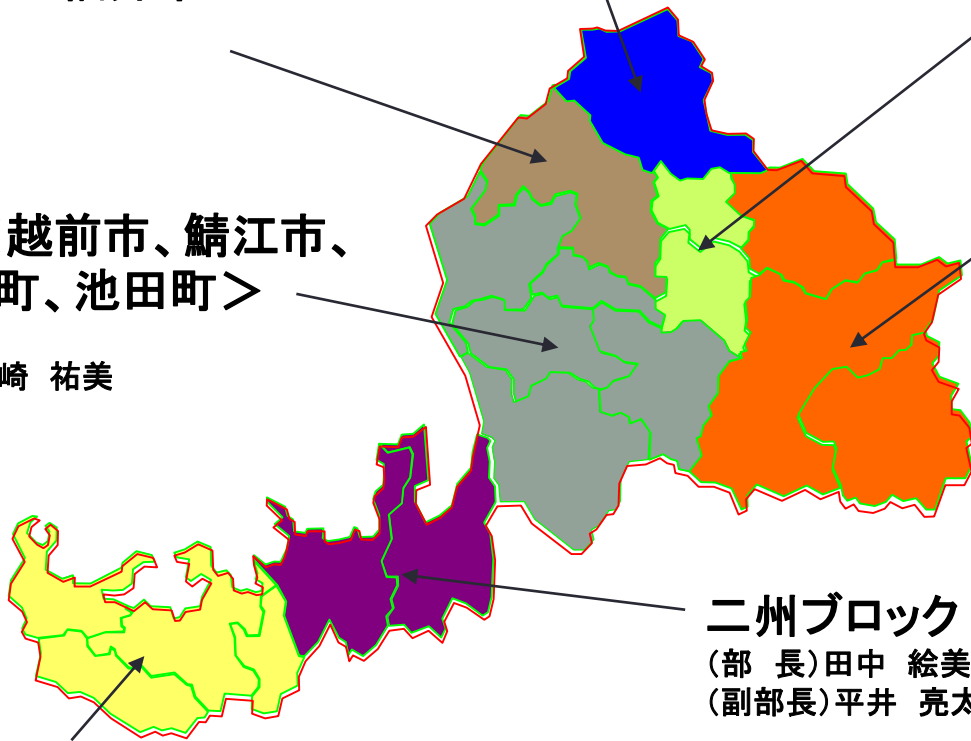 越前市、鯖江市、
町、池田町＞
崎 祐美
二州ブロック
（部 長）田中 絵美
（副部長）平井 亮太